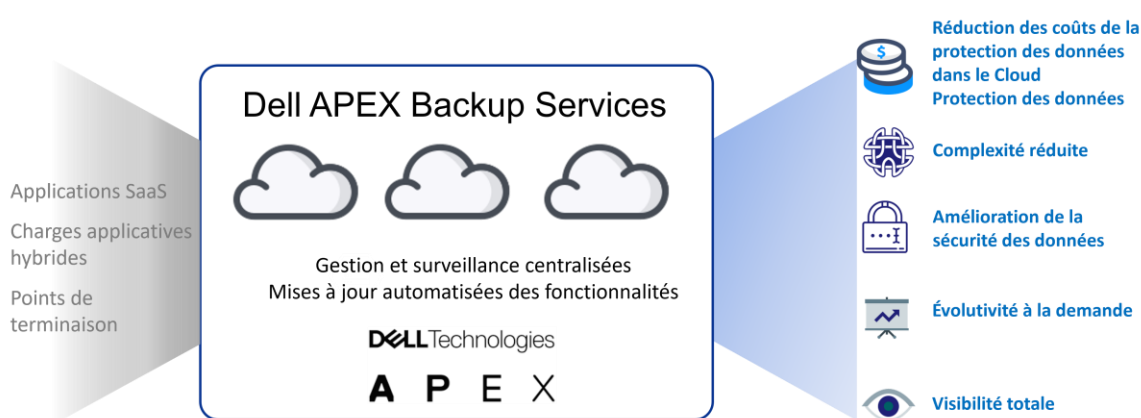 Applications SaaS
Charges applicatives
hybrides
Points de
terminaison
Dell APEX Backup Services
Gestion et surveillance centralisées
Mises à jour automatisées des fonctionnalités
DELLTechnologies
APEX
$
Réduction des coûts de la
protection des données
dans le Cloud
Protection des données
Complexité réduite
Amélioration de la
sécurité des données
Évolutivité à la demande
Visibilité totale